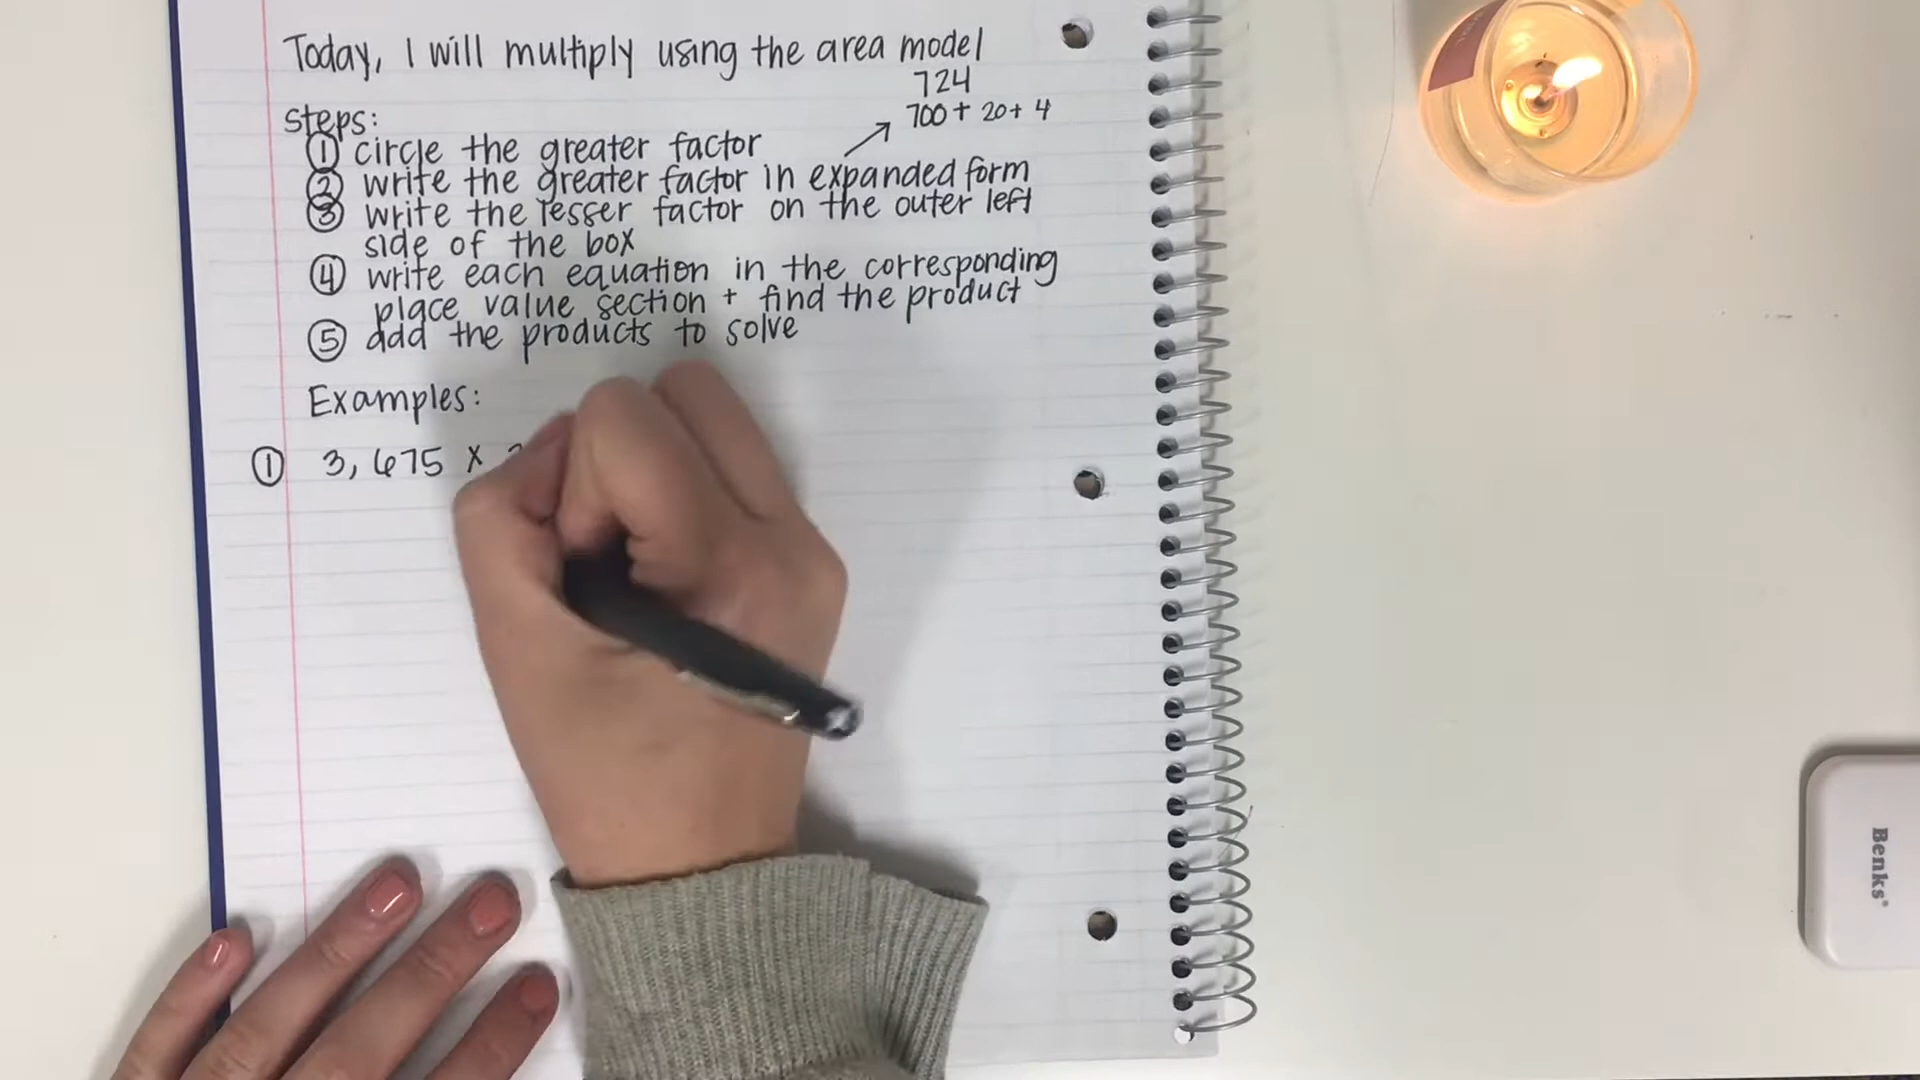 Today, I will multiply using the area model
724
700 + 20 + 4
steps:
① circle the greater factor
② write the greater factor in expanded form
③ write the lesser factor on the outer left
side of the box
④ write each equation in the corresponding
place value section + find the product
⑤ add the products to solve
Examples:
① 3,675 x
Benks®